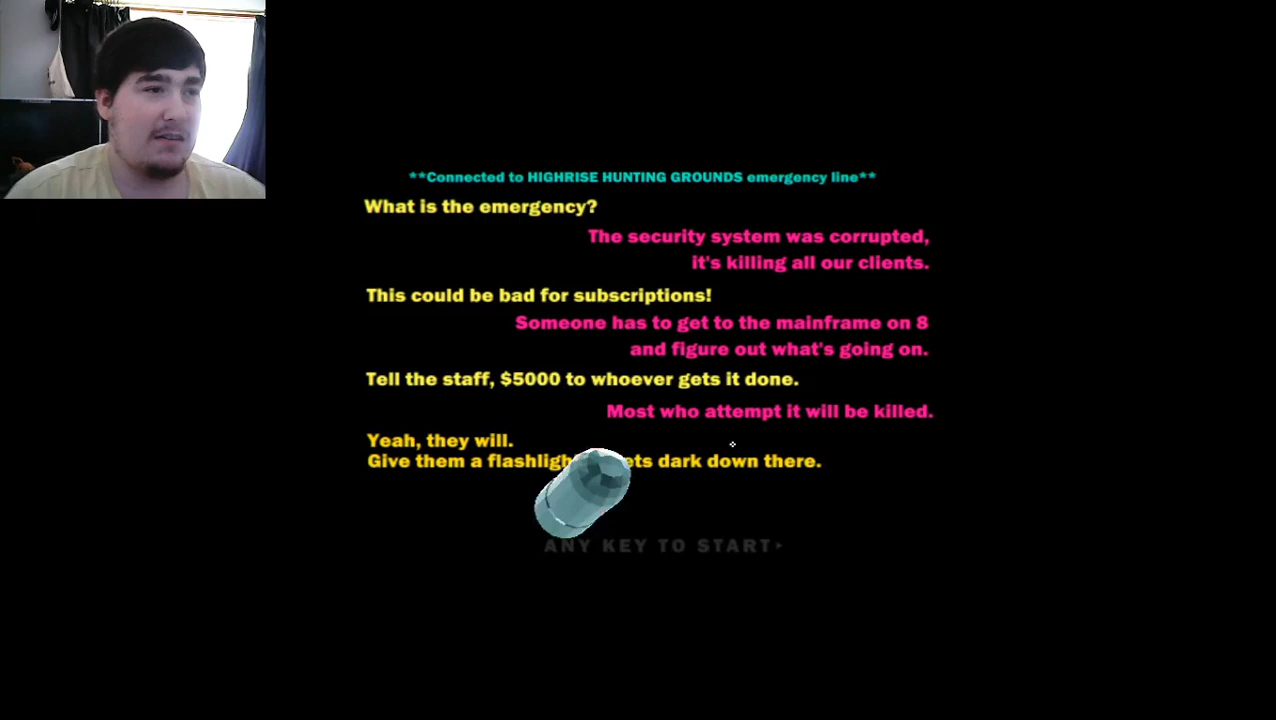 **Connected to HIGHRISE HUNTING GROUNDS emergency line**
What is the emergency?
The security system was corrupted,
it's killing all our clients.
This could be bad for subscriptions!
Someone has to get to the mainframe on 8
and figure out what's going on.
Tell the staff, $5000 to whoever gets it done.
Most who attempt it will be killed.
Yeah, they will.
Give them a dark down there.
ANY KEY TO START